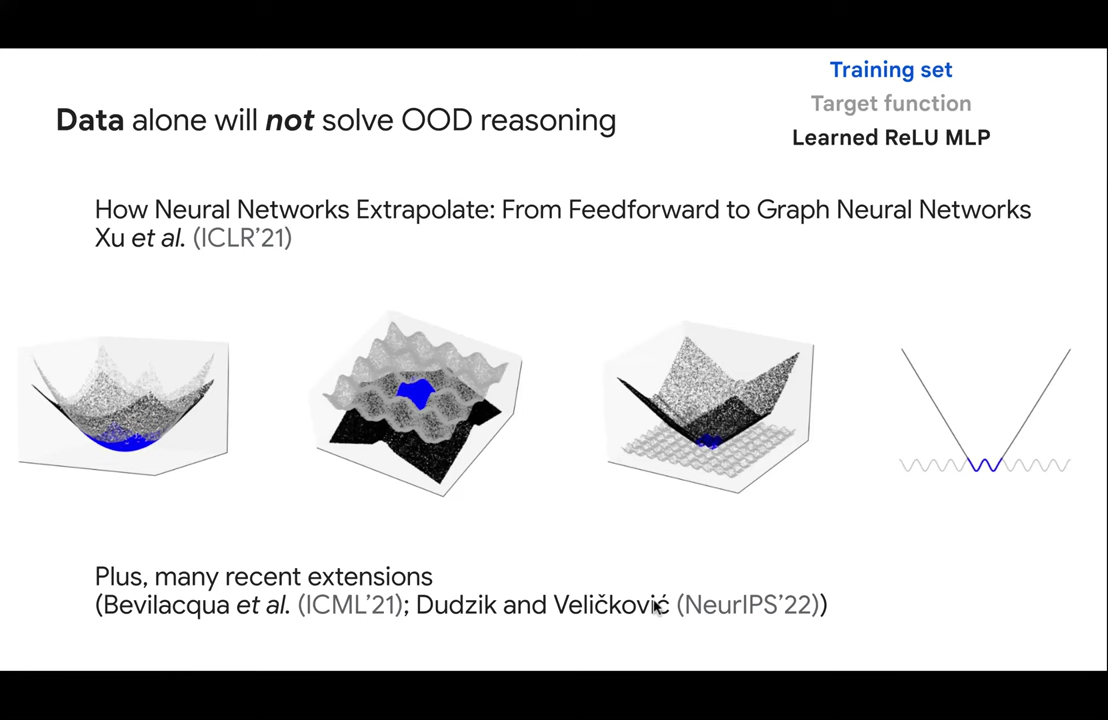 Training set
Target function
Learned ReLU MLP
Data alone will not solve OOD reasoning
How Neural Networks Extrapolate: From Feedforward to Graph Neural Networks
Xu et al. (ICLR’21)
Plus, many recent extensions
(Bevilacqua et al. (ICML’21); Dudzik and Veličković (NeurIPS’22))